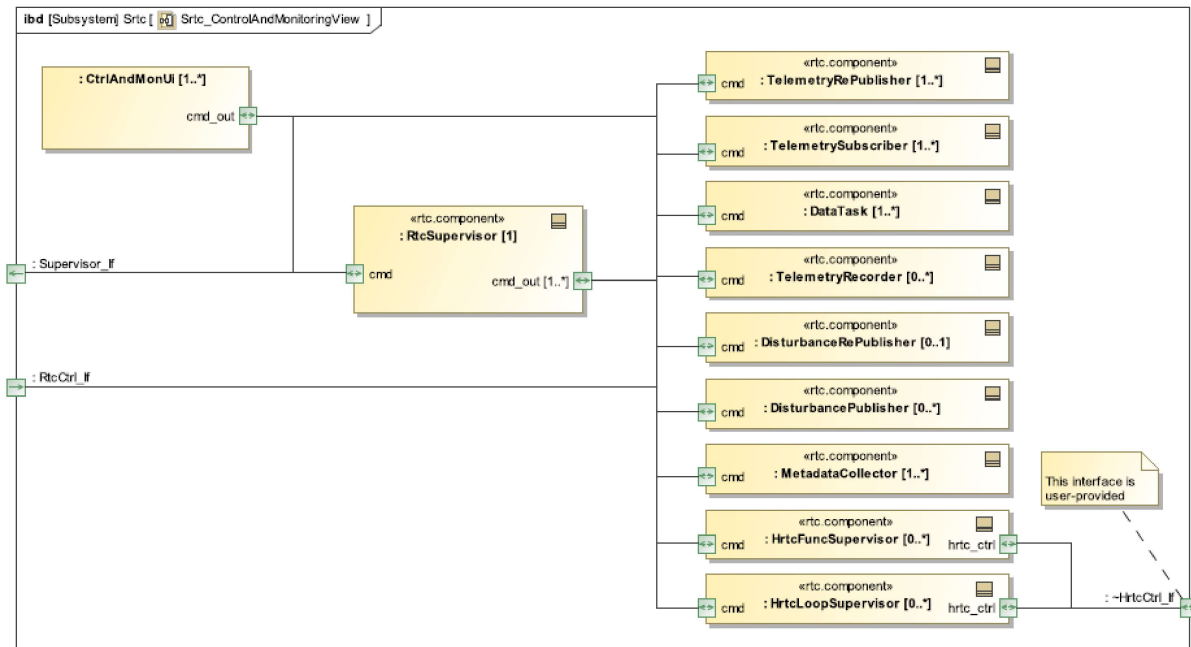 ibd [Subsystem] Srtc [ Srtc_ControlAndMonitoringView ]
: CtrlAndMonUi [1..*]
cmd_out
: Supervisor_If
«rtc.component»
: RtcSupervisor [1]
cmd
cmd_out [1..*]
: RtcCtrl_If
«rtc.component»
cmd : TelemetryRePublisher [1..*]
«rtc.component»
cmd : TelemetrySubscriber [1..*]
«rtc.component»
: DataTask [1..*]
cmd
«rtc.component»
: TelemetryRecorder [0..*]
cmd
«rtc.component»
: DisturbanceRePublisher [0..1]
cmd
«rtc.component»
: DisturbancePublisher [0..*]
cmd
«rtc.component»
: MetadataCollector [1..*]
cmd
«rtc.component»
: HrtcFuncSupervisor [0..*]
cmd hrtc_ctrl
«rtc.component»
: HrtcLoopSupervisor [0..*]
cmd hrtc_ctrl
This interface is
user-provided
: ~HrtcCtrl_If